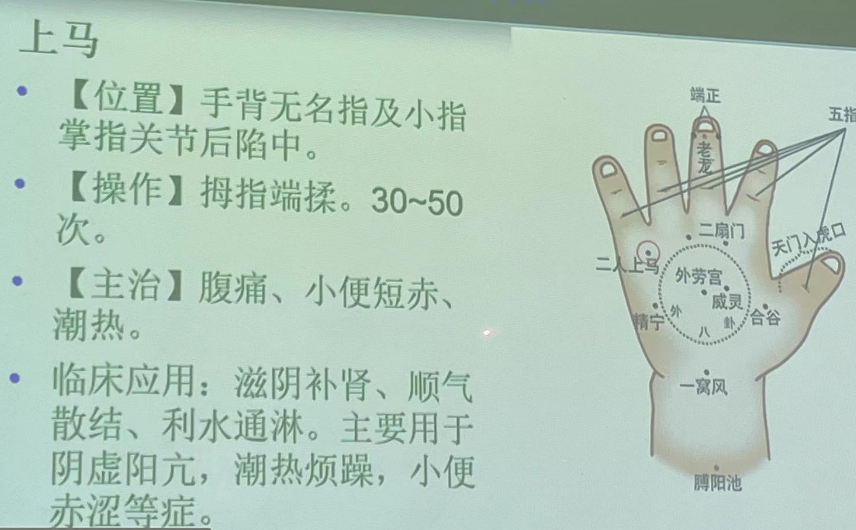 上马
• 【位置】手背无名指及小指
掌指关节后陷中。
• 【操作】拇指端揉。30~50
次。
• 【主治】腹痛、小便短赤、
潮热。
• 临床应用：滋阴补肾、顺气
散结、利水通淋。主要用于
阴虚阳亢，潮热烦躁，小便
赤涩等症。
端正
五指
老龙
二扇门
天门入虎口
二人上马
外劳宫
威灵
精宁
外
八
卦
合谷
一窝风
膊阳池